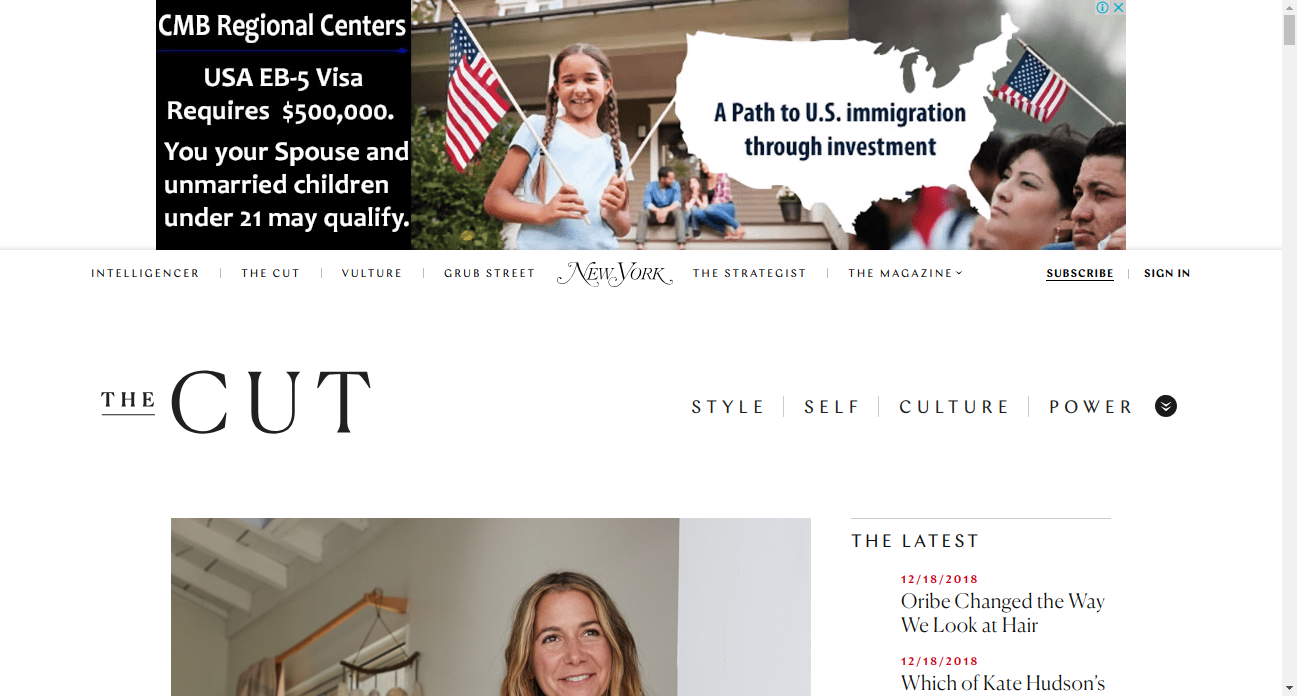 CMB Regional Centers
USA EB-5 Visa
Requires $500,000.
You your Spouse and
unmarried children
under 21 may qualify.
A Path to U.S. immigration
through investment
INTELLIGENCER
THE CUT
VULTURE
GRUB STREET
NEW YORK
THE STRATEGIST
THE MAGAZINE
SUBSCRIBE
SIGN IN
THE CUT
STYLE
SELF
CULTURE
POWER
THE LATEST
12/18/2018
Oribe Changed the Way
We Look at Hair
12/18/2018
Which of Kate Hudson's